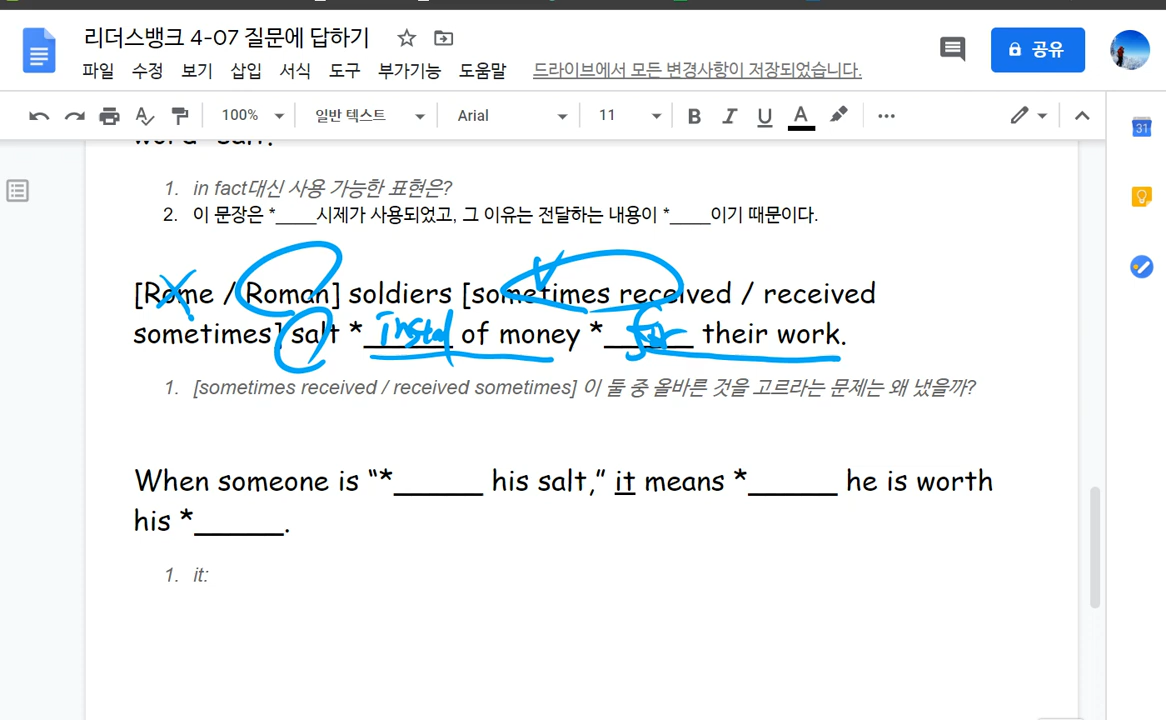 리더스뱅크 4-07 질문에 답하기
공유
파일 수정 보기 삽입 서식 도구 부가기능 도움말 드라이브에서 모든 변경사항이 저장되었습니다.
100% 일반 텍스트 Arial 11 B I U A
31
word "salt."
1. in fact대신 사용 가능한 표현은?
2. 이 문장은 *_____시제가 사용되었고, 그 이유는 전달하는 내용이 *_____이기 때문이다.
[Rome / Roman] soldiers [sometimes received / received
sometimes] salt * instead of money * for their work.
1. [sometimes received / received sometimes] 이 둘 중 올바른 것을 고르라는 문제는 왜 냈을까?
When someone is “*______ his salt,” it means *______ he is worth
his *______.
1. it: